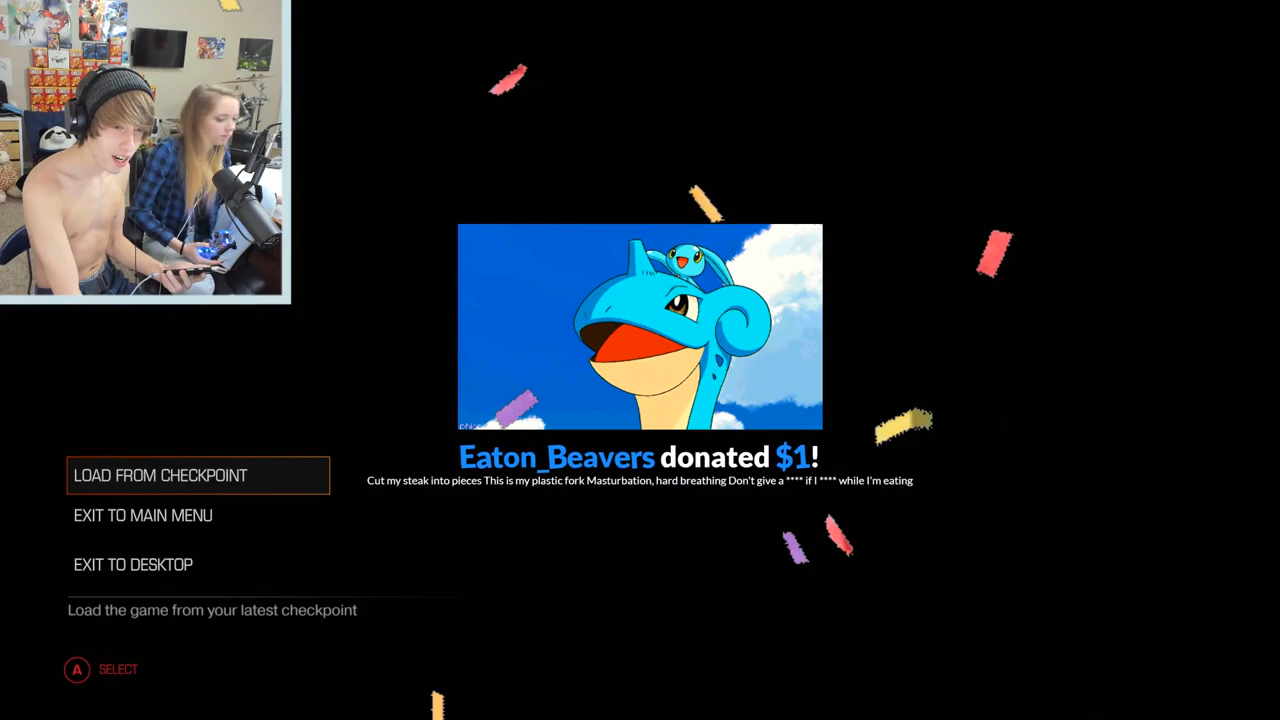 Eaton_Beavers donated $1!
Cut my steak into pieces This is my plastic fork Masturbation, hard breathing Don't give a **** if I **** while I'm eating
LOAD FROM CHECKPOINT
EXIT TO MAIN MENU
EXIT TO DESKTOP
Load the game from your latest checkpoint
A SELECT